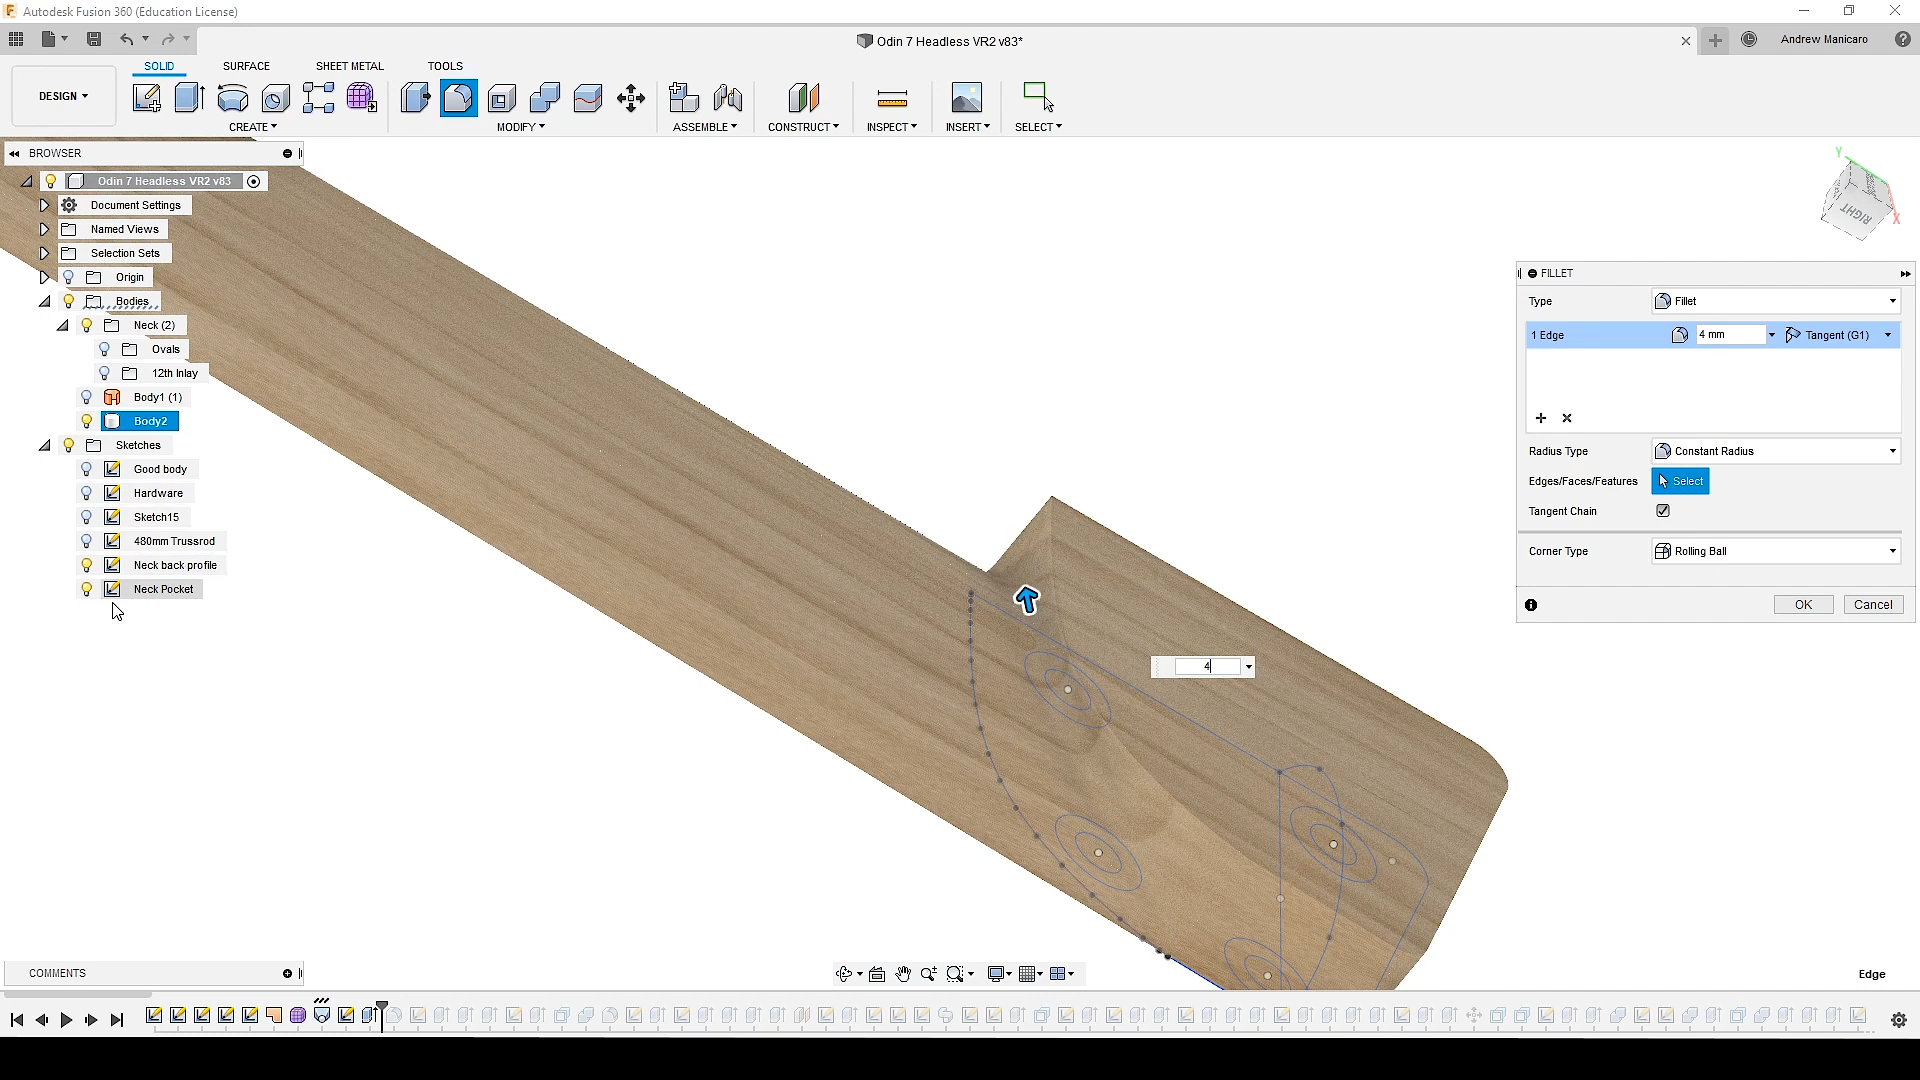 Autodesk Fusion 360 (Education License)
Odin 7 Headless VR2 v83*
Andrew Manicaro
SOLID
SURFACE
SHEET METAL
TOOLS
DESIGN
CREATE
MODIFY
ASSEMBLE
CONSTRUCT
INSPECT
INSERT
SELECT
BROWSER
Odin 7 Headless VR2 v83
Document Settings
Named Views
Selection Sets
Origin
Bodies
Neck (2)
Ovals
12th Inlay
Body1 (1)
Body2
Sketches
Good body
Hardware
Sketch15
480mm Trussrod
Neck back profile
Neck Pocket
Y
RIGHT
X
FILLET
Type
Fillet
1 Edge
4 mm
Tangent (G1)
Radius Type
Constant Radius
Edges/Faces/Features
Select
Tangent Chain
Corner Type
Rolling Ball
OK
Cancel
4
COMMENTS
Edge